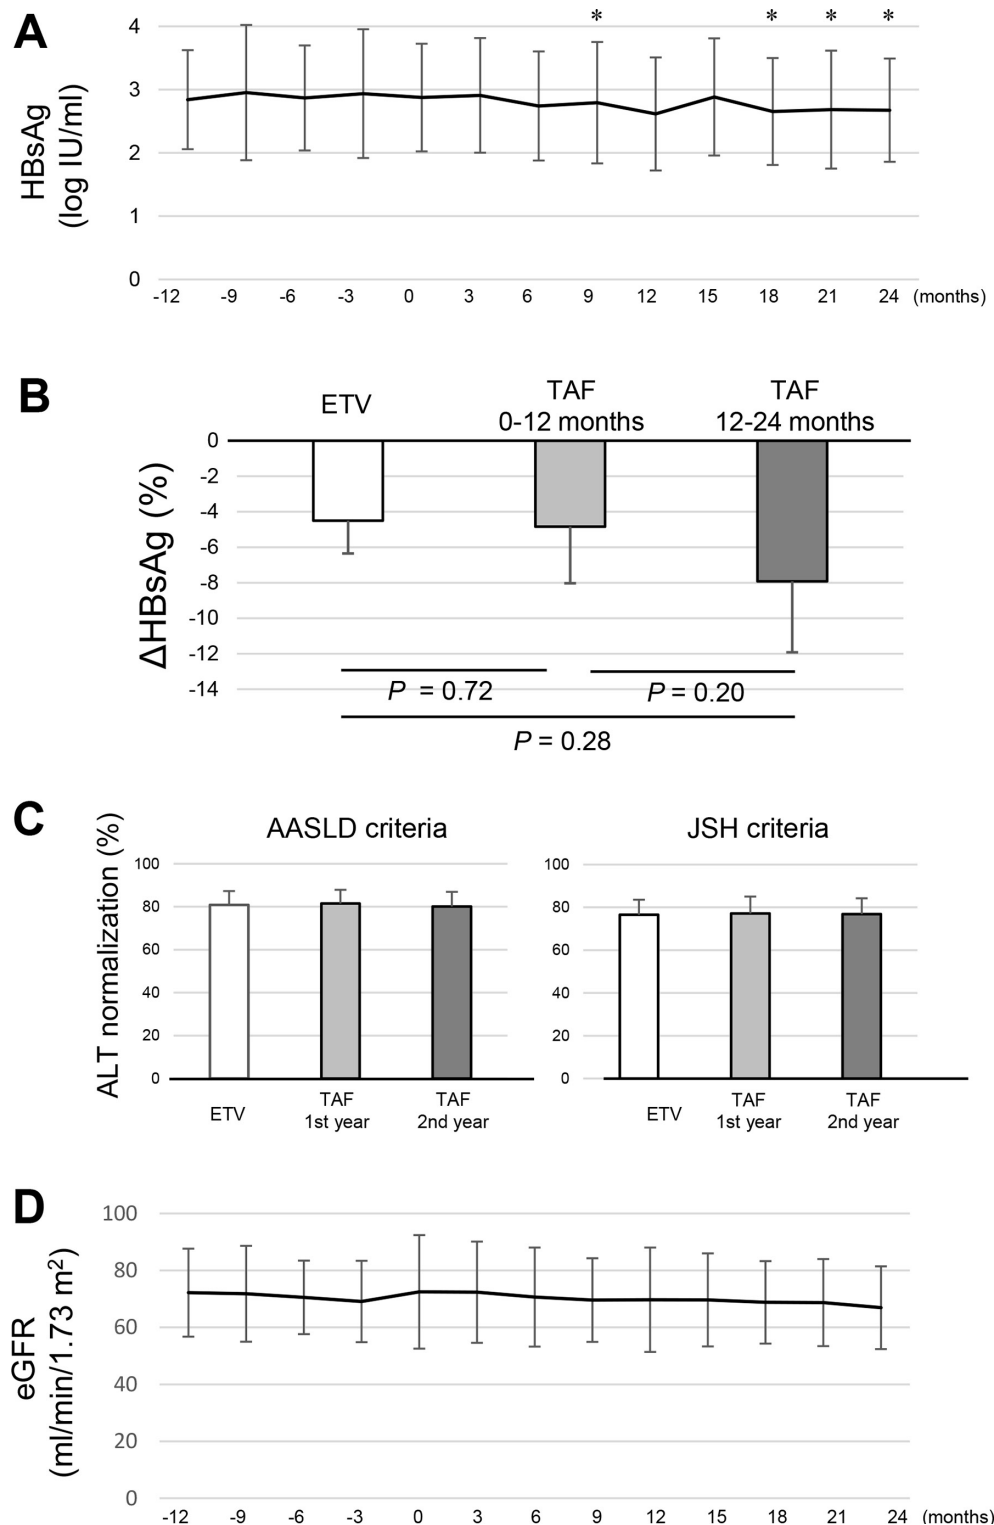 A
HBsAg
(log IU/ml)
4
3
2
1
0
* * * *
-12 -9 -6 -3 0 3 6 9 12 15 18 21 24 (months)
B
ETV
TAF
0-12 months
TAF
12-24 months
ΔHBsAg (%)
0
-2
-4
-6
-8
-10
-12
-14
P = 0.72
P = 0.20
P = 0.28
C
ALT normalization (%)
AASLD criteria
100
80
60
40
20
0
ETV
TAF
1st year
TAF
2nd year
JSH criteria
100
80
60
40
20
0
ETV
TAF
1st year
TAF
2nd year
D
eGFR
(ml/min/1.73 m²)
100
80
60
40
20
0
-12 -9 -6 -3 0 3 6 9 12 15 18 21 24 (months)